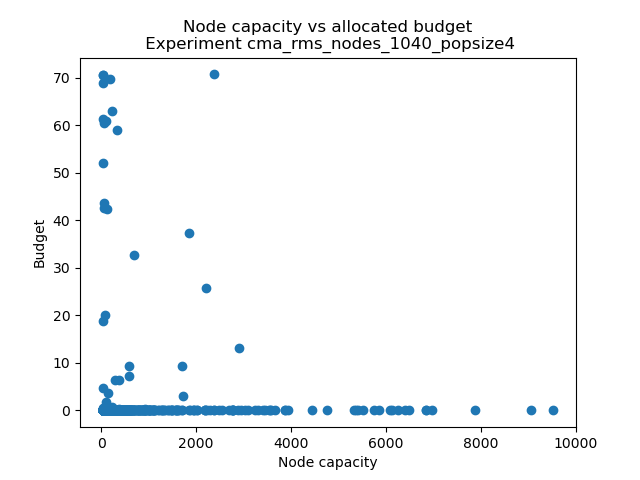 Node capacity vs allocated budget
Experiment cma_rms_nodes_1040_popsize4
70
60
50
40
30
20
10
0
Budget
0 2000 4000 6000 8000 10000
Node capacity